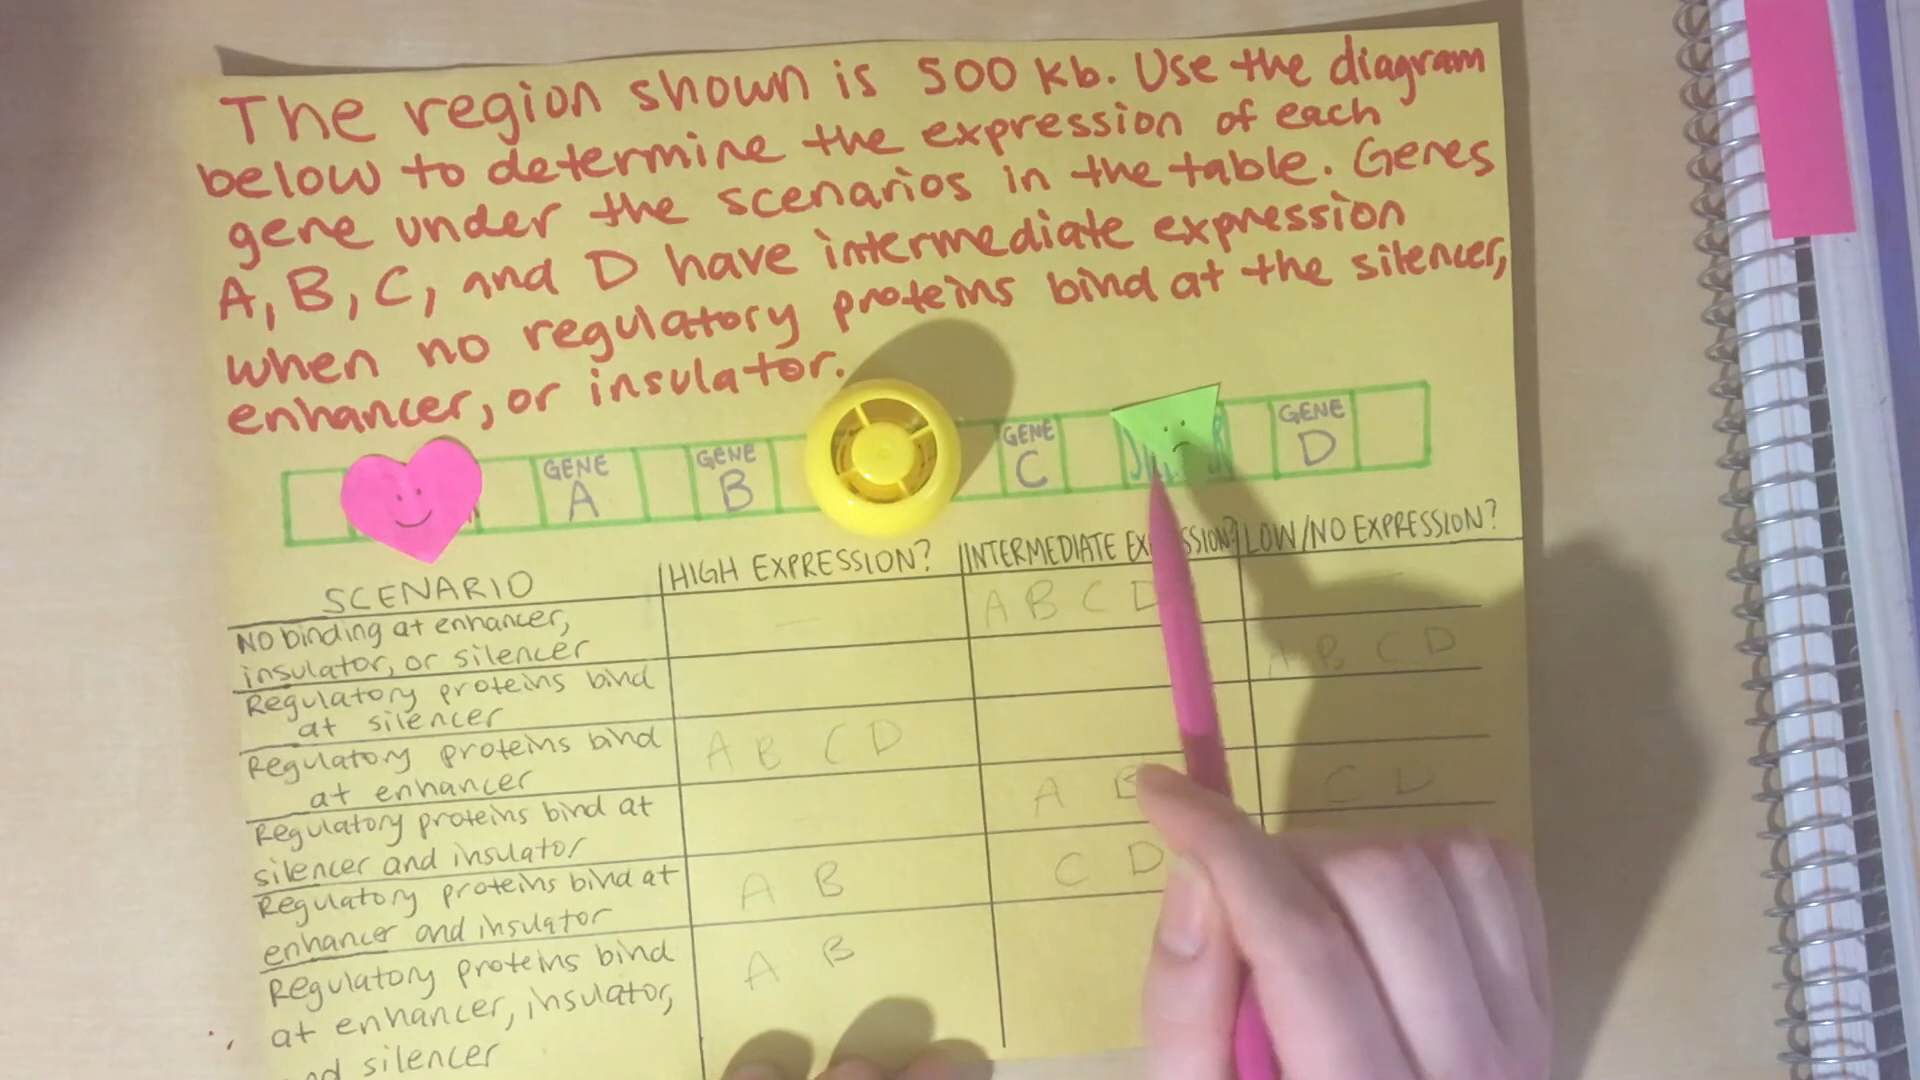 The region shown is 500 kb. Use the diagram
below to determine the expression of each
gene under the scenarios in the table. Genes
A, B, C, and D have intermediate expression
when no regulatory proteins bind at the silencer,
enhancer, or insulator.
GENE A GENE B GENE C GENE D
SCENARIO HIGH EXPRESSION? INTERMEDIATE LOW/NO EXPRESSION?
NO binding at enhancer,
insulator, or silencer
A B C D
Regulatory proteins bind
at silencer
A B C D
Regulatory proteins bind
at enhancer
A B C D
Regulatory proteins bind at
silencer and insulator
A B C D
Regulatory proteins bind at
enhancer and insulator
A B C D
Regulatory proteins bind
at enhancer, insulator,
silencer
A B